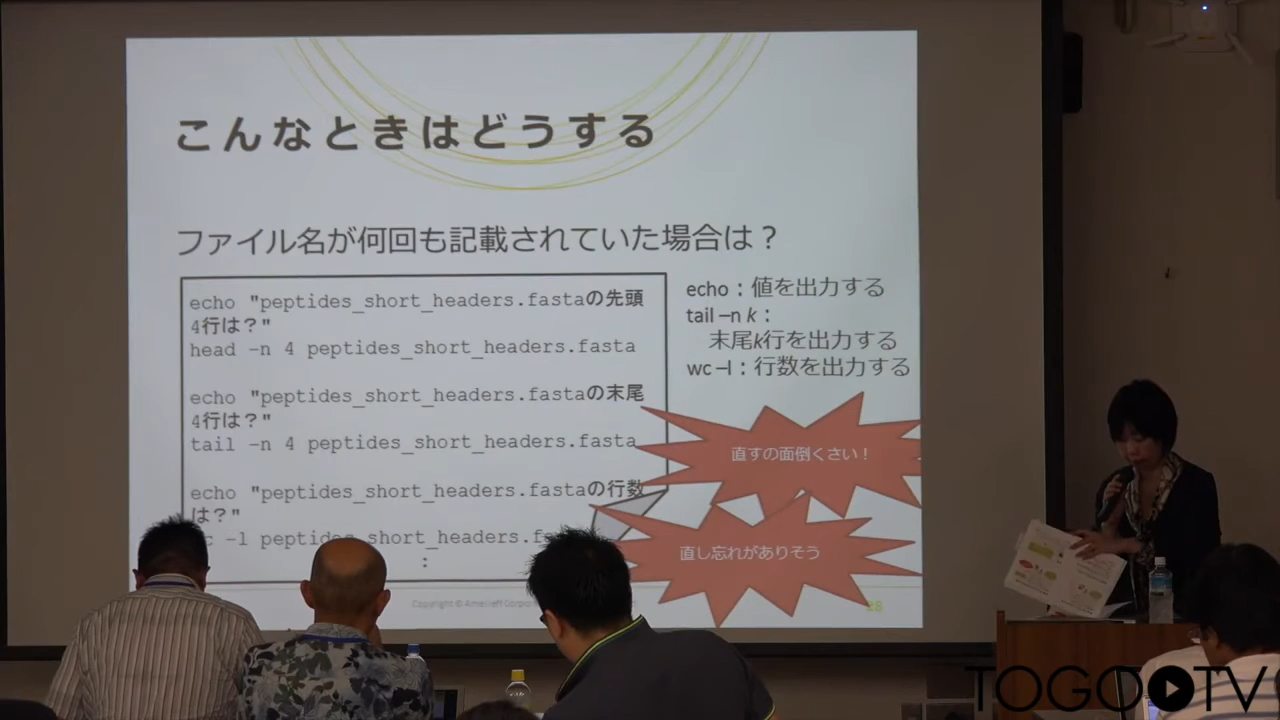 こんなときはどうする
ファイル名が何回も記載されていた場合は？
echo "peptides_short_headers.fastaの先頭
4行は？"
head -n 4 peptides_short_headers.fasta
echo "peptides_short_headers.fastaの末尾
4行は？"
tail -n 4 peptides_short_headers.fasta
echo "peptides_short_headers.fastaの行数
は？"
-l peptid short_headers.f
:
echo：値を出力する
tail –n k：
末尾k行を出力する
wc –l：行数を出力する
直すの面倒くさい！
直し忘れがありそう
Copyright © Amelieff
28
TOGOTV